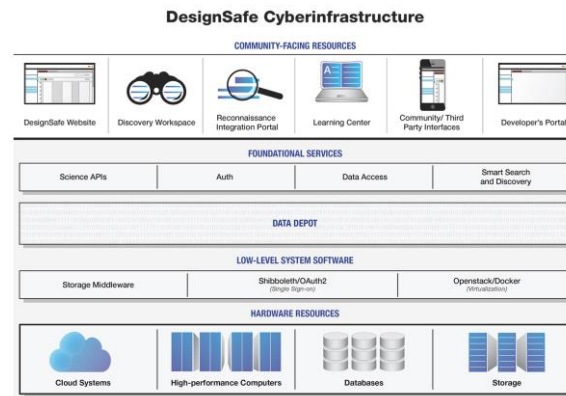 DesignSafe Cyberinfrastructure
COMMUNITY-FACING RESOURCES
DesignSafe Website
Discovery Workspace
Reconnaissance
Integration Portal
Learning Center
Community/ Third
Party Interfaces
Developer's Portal
FOUNDATIONAL SERVICES
Science APIs
Auth
Data Access
Smart Search
and Discovery
DATA DEPOT
LOW-LEVEL SYSTEM SOFTWARE
Storage Middleware
Shibboleth/OAuth2
(Single Sign-on)
Openstack/Docker
(Virtualization)
HARDWARE RESOURCES
Cloud Systems
High-performance Computers
Databases
Storage